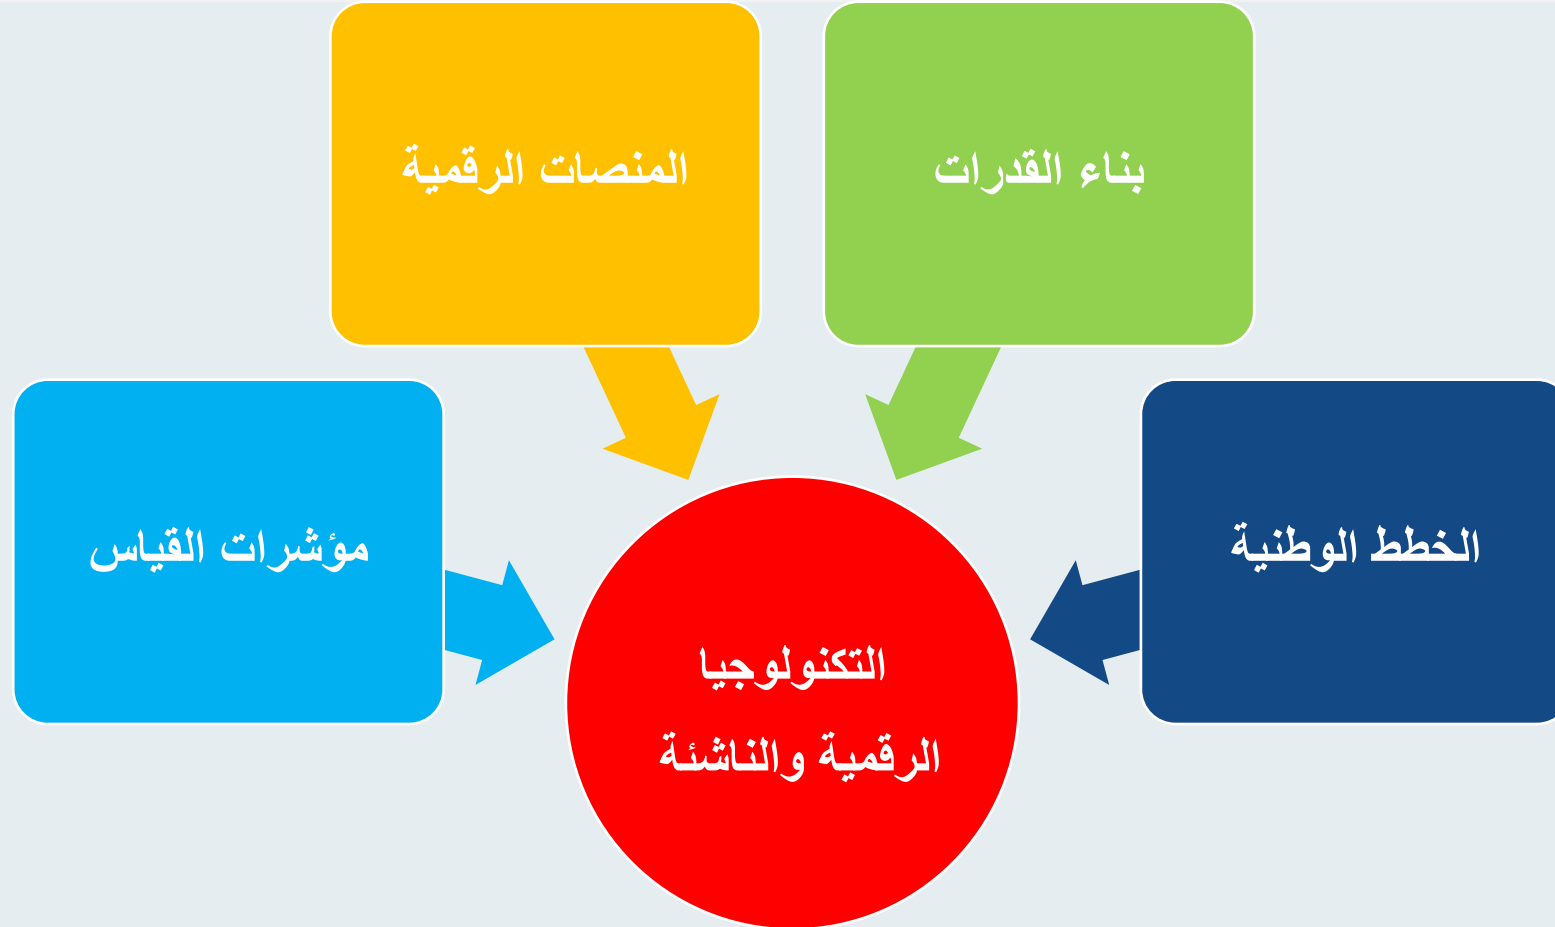 بناء القدرات
المنصات الرقمية
الخطط الوطنية
مؤشرات القياس
التكنولوجيا
الرقمية والناشئة